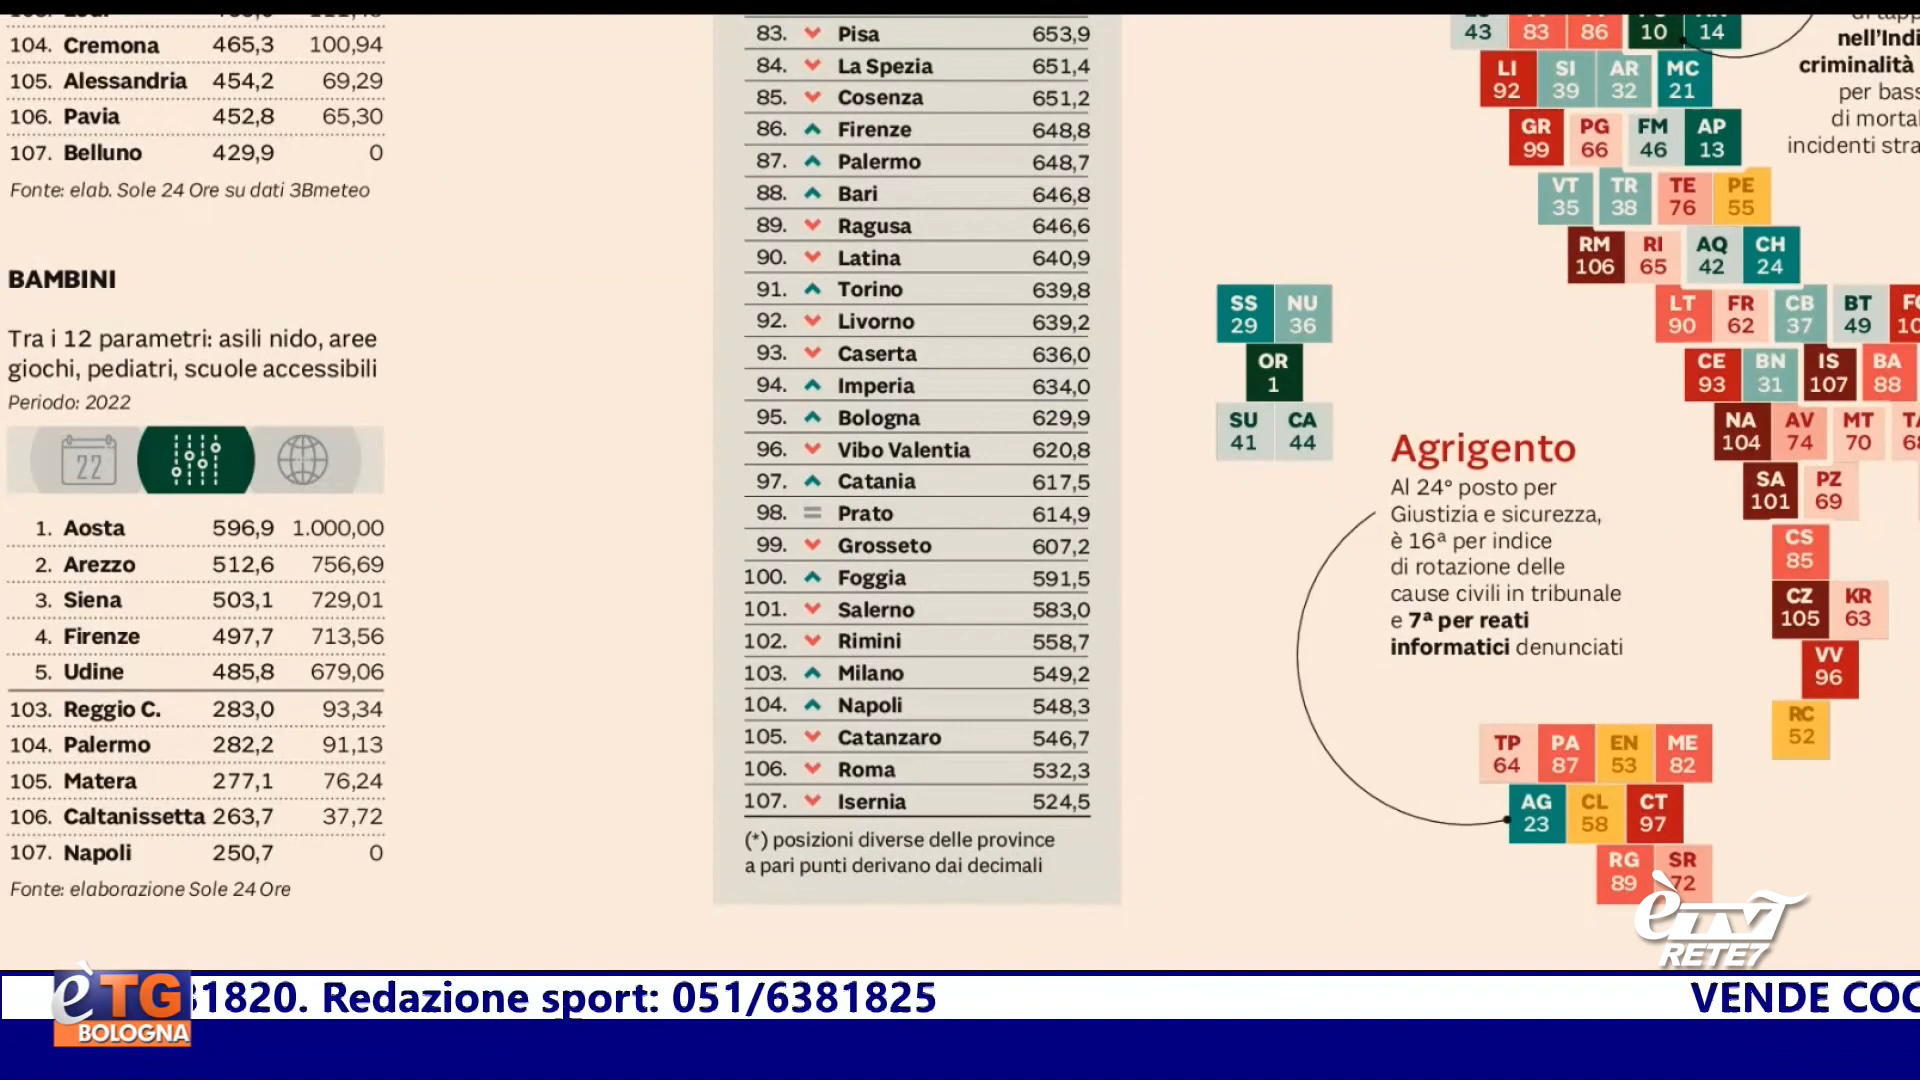 104. Cremona 465,3 100,94
105. Alessandria 454,2 69,29
106. Pavia 452,8 65,30
107. Belluno 429,9 0
Fonte: elab. Sole 24 Ore su dati 3Bmeteo
BAMBINI
Tra i 12 parametri: asili nido, aree
giochi, pediatri, scuole accessibili
Periodo: 2022
22
1. Aosta 596,9 1.000,00
2. Arezzo 512,6 756,69
3. Siena 503,1 729,01
4. Firenze 497,7 713,56
5. Udine 485,8 679,06
103. Reggio C. 283,0 93,34
104. Palermo 282,2 91,13
105. Matera 277,1 76,24
106. Caltanissetta 263,7 37,72
107. Napoli 250,7 0
Fonte: elaborazione Sole 24 Ore
83. Pisa 653,9
84. La Spezia 651,4
85. Cosenza 651,2
86. Firenze 648,8
87. Palermo 648,7
88. Bari 646,8
89. Ragusa 646,6
90. Latina 640,9
91. Torino 639,8
92. Livorno 639,2
93. Caserta 636,0
94. Imperia 634,0
95. Bologna 629,9
96. Vibo Valentia 620,8
97. Catania 617,5
98. Prato 614,9
99. Grosseto 607,2
100. Foggia 591,5
101. Salerno 583,0
102. Rimini 558,7
103. Milano 549,2
104. Napoli 548,3
105. Catanzaro 546,7
106. Roma 532,3
107. Isernia 524,5
(*) posizioni diverse delle province
a pari punti derivano dai decimali
43 83 86 10 14
LI SI AR MC
92 39 32 21
GR PG FM AP
99 66 46 13
VT TR TE PE
35 38 76 55
RM RI AQ CH
106 65 42 24
SS NU LT FR CB BT
29 36 90 62 37 49
OR CE BN IS BA
1 93 31 107 88
SU CA NA AV MT
41 44 104 74 70
SA PZ
101 69
CS
85
CZ KR
105 63
VV
96
RC
52
TP PA EN ME
64 87 53 82
AG CL CT
23 58 97
RG SR
89 72
nell'Indi
criminalità
per bass
di mortal
incidenti stra
Agrigento
Al 24° posto per
Giustizia e sicurezza,
è 16ª per indice
di rotazione delle
cause civili in tribunale
e 7ª per reati
informatici denunciati
è TV
RETE7
è TG
BOLOGNA
31820. Redazione sport: 051/6381825 VENDE COC